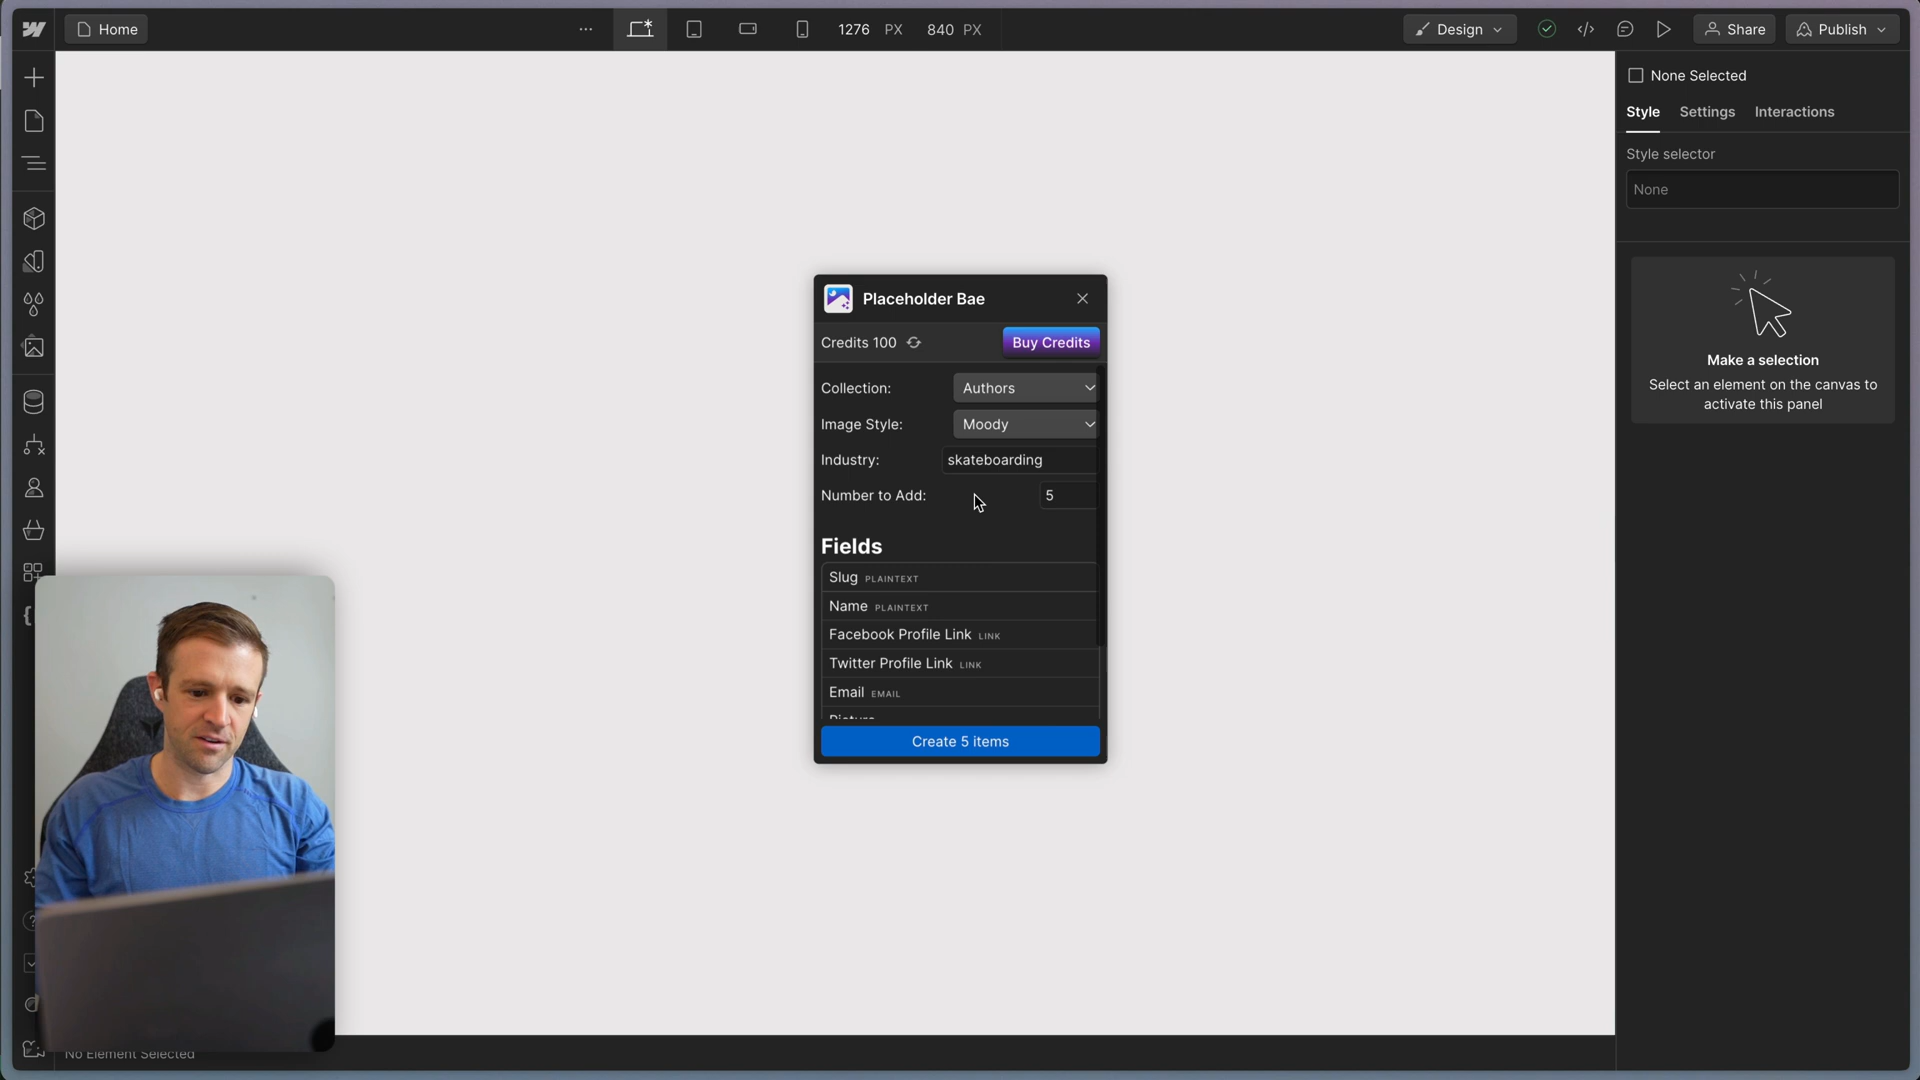 Home
1276 PX 840 PX
Design
Share
Publish
None Selected
Style Settings Interactions
Style selector
None
Make a selection
Select an element on the canvas to
activate this panel
Placeholder Bae
Credits 100
Buy Credits
Collection: Authors
Image Style: Moody
Industry: skateboarding
Number to Add: 5
Fields
Slug PLAINTEXT
Name PLAINTEXT
Facebook Profile Link LINK
Twitter Profile Link LINK
Email EMAIL
Picture
Create 5 items
No Element Selected